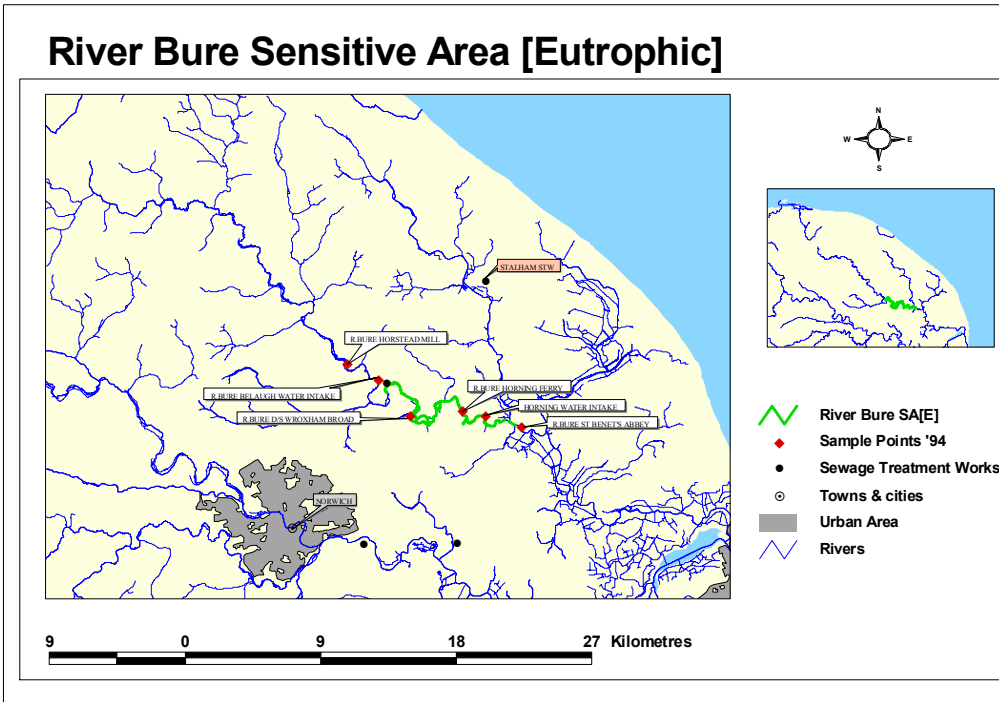 River Bure Sensitive Area [Eutrophic]
N
W E
S
STALHAM STW
R.BURE HORSTEAD MILL
R.BURE BELAUGH WATER INTAKE
R.BURE HORNING FERRY
HORNING WATER INTAKE
R.BURE D/S WROXHAM BROAD
R.BURE ST BENET'S ABBEY
NORWICH
River Bure SA[E]
Sample Points '94
Sewage Treatment Works
Towns & cities
Urban Area
Rivers
9 0 9 18 27 Kilometres